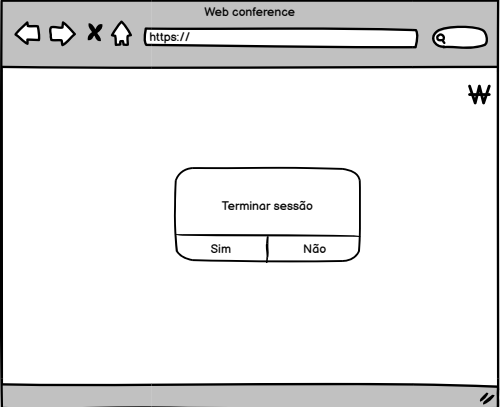 Web conference
https://
₩
Terminar sessão
Sim
Não